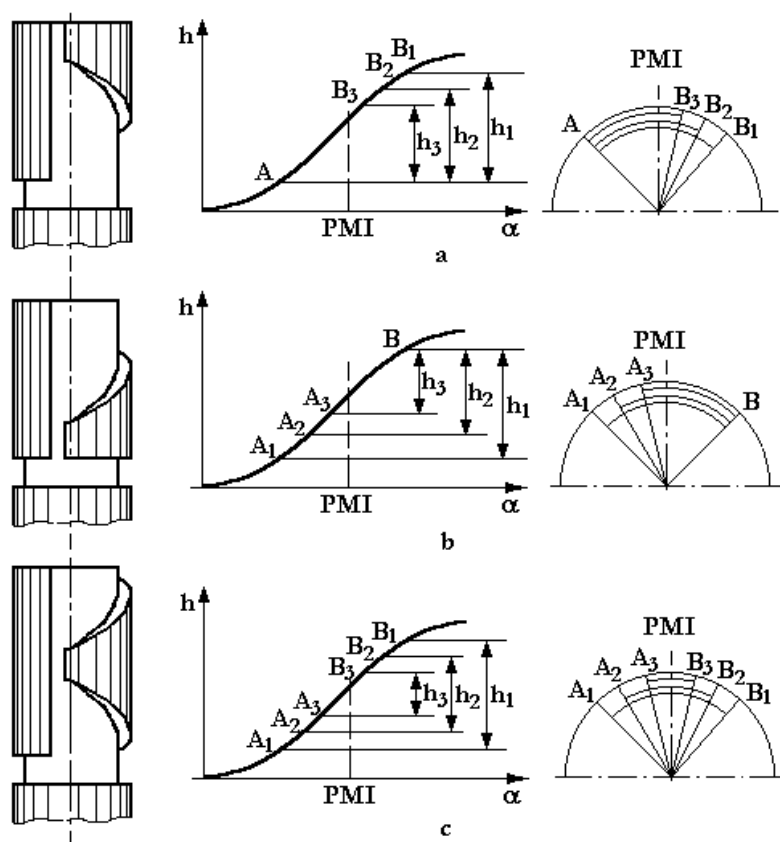 h
B₁
B₂
B₃
h₁
h₂
h₃
A
PMI
α
PMI
A
B₃
B₂
B₁
a
h
B
h₃
h₂
h₁
A₃
A₂
A₁
PMI
α
PMI
A₃
A₂
A₁
B
b
h
B₁
B₂
B₃
h₁
h₂
h₃
A₃
A₂
A₁
PMI
α
PMI
A₃
B₃
A₂
B₂
A₁
B₁
c